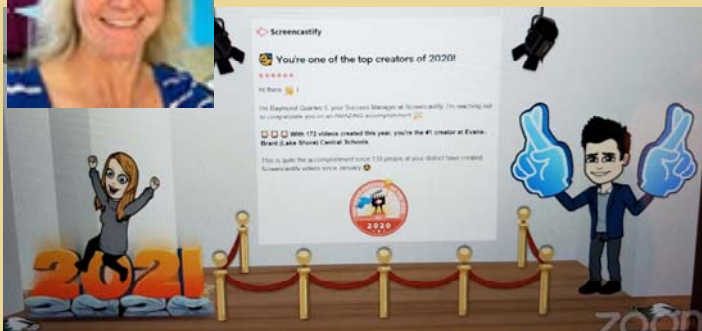 Screencastify
You're one of the top creators of 2020!
Hi there !
I'm Raymond Quarles II, your Success Manager at Screencastify. I'm reaching out
to congratulate you on an AMAZING accomplishment
With 172 videos created this year, you're the #1 creator at Evans-
Brant (Lake Shore) Central Schools.
This is quite the accomplishment since 138 people at your district have created
Screencastify videos since January
2020
2021
2020
zoom